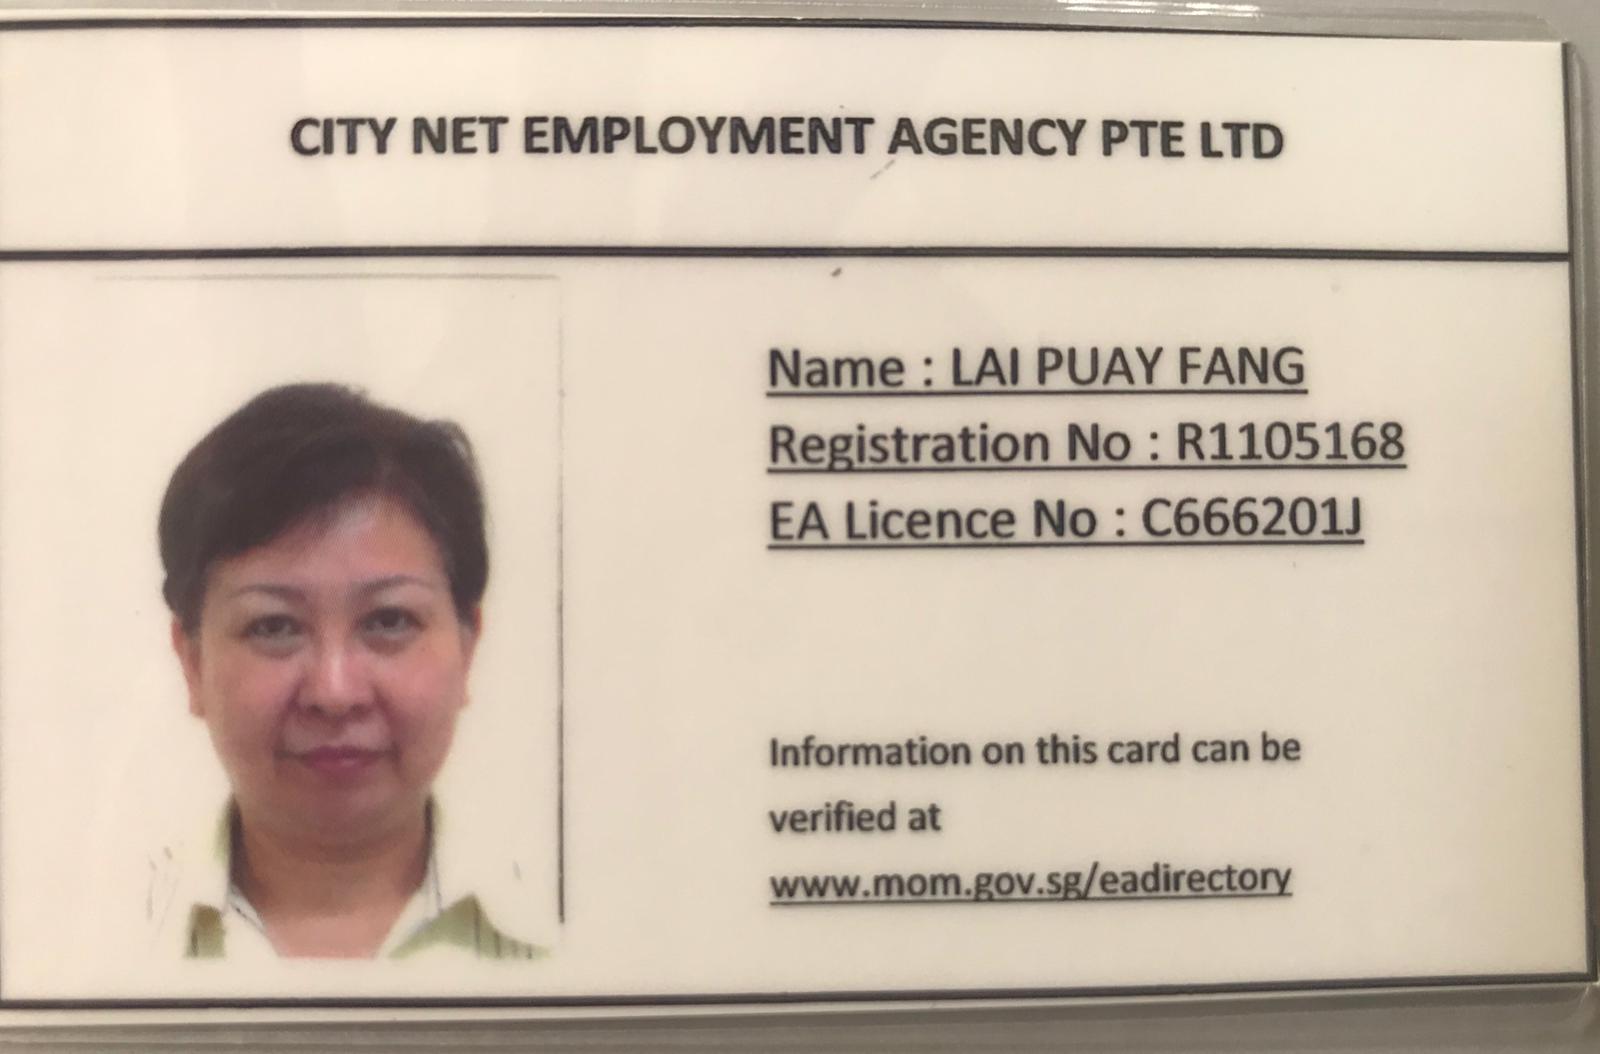 CITY NET EMPLOYMENT AGENCY PTE LTD
Name : LAI PUAY FANG
Registration No : R1105168
EA Licence No : C666201J
Information on this card can be
verified at
www.mom.gov.sg/eadirectory